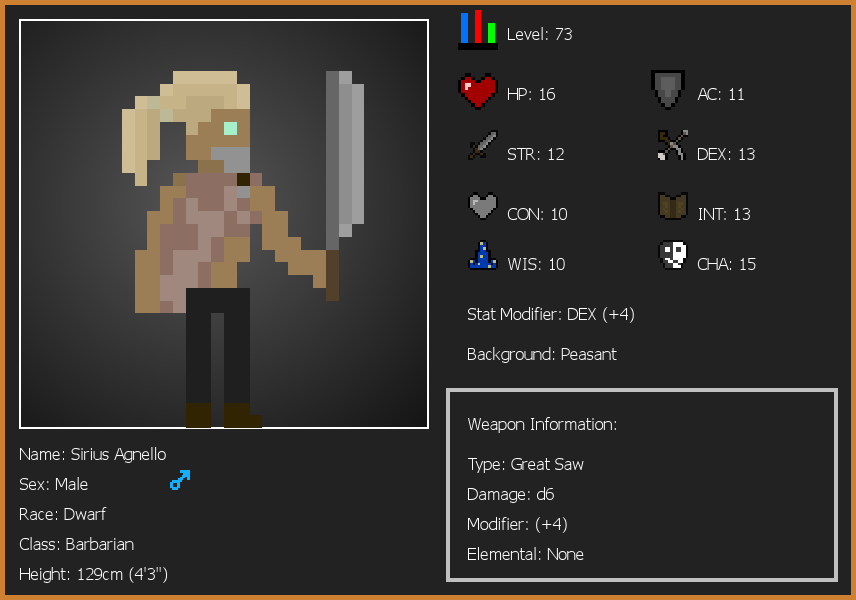 Level: 73
HP: 16
AC: 11
STR: 12
DEX: 13
CON: 10
INT: 13
WIS: 10
CHA: 15
Stat Modifier: DEX (+4)
Background: Peasant
Weapon Information:
Type: Great Saw
Damage: d6
Modifier: (+4)
Elemental: None
Name: Sirius Agnello
Sex: Male
Race: Dwarf
Class: Barbarian
Height: 129cm (4'3")